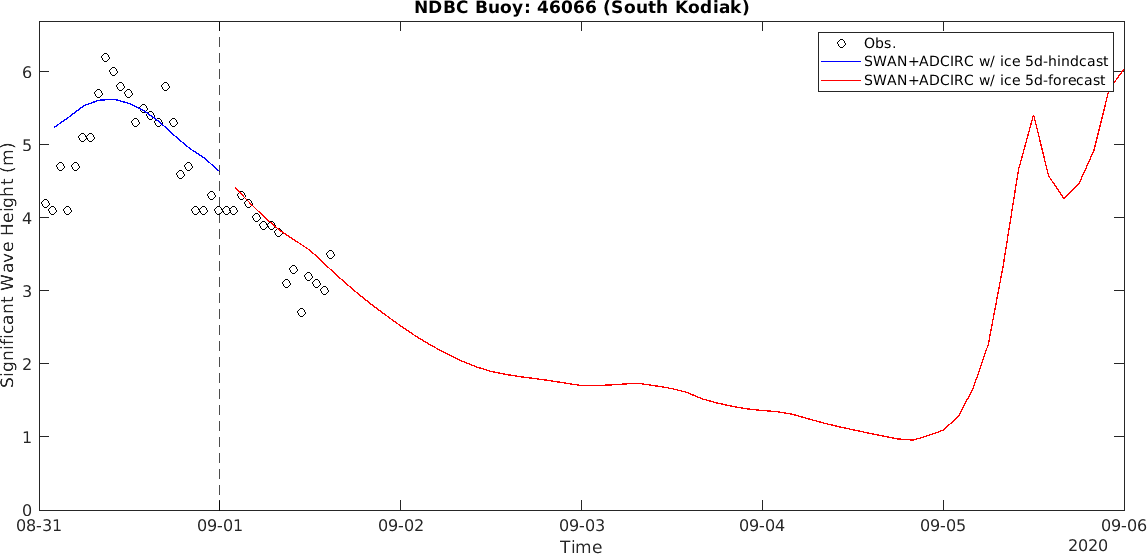 NDBC Buoy: 46066 (South Kodiak)
Obs.
SWAN+ADCIRC w/ ice 5d-hindcast
SWAN+ADCIRC w/ ice 5d-forecast
Significant Wave Height (m)
6
5
4
3
2
1
0
08-31 09-01 09-02 09-03 09-04 09-05 09-06
Time
2020